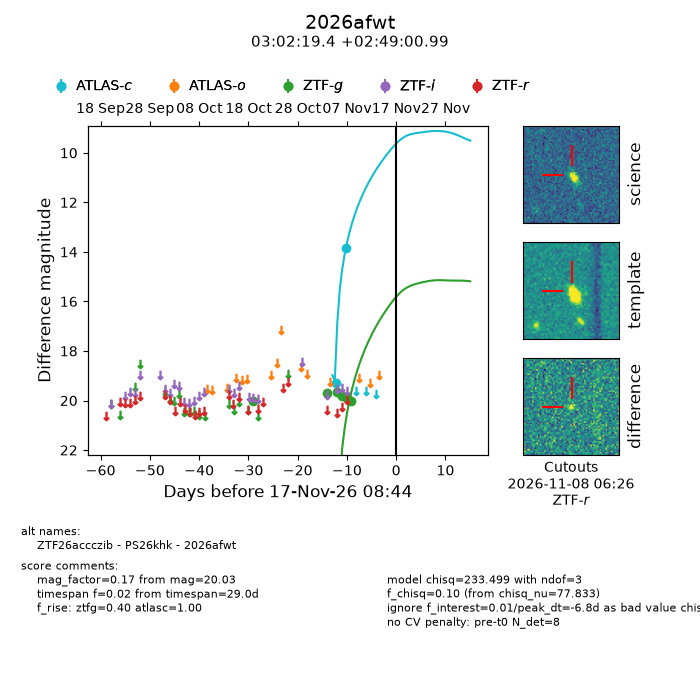 2026afwt
03:02:19.4 +02:49:00.99
ATLAS-c ATLAS-o ZTF-g ZTF-i ZTF-r
18 Sep 28 Sep 08 Oct 18 Oct 28 Oct 07 Nov 17 Nov 27 Nov
10
12
14
16
18
20
22
Difference magnitude
−60 −50 −40 −30 −20 −10 0 10
Days before 17-Nov-26 08:44
science
template
difference
Cutouts
2026-11-08 06:26
ZTF-r
alt names:
ZTF26accczib - PS26khk - 2026afwt
score comments:
mag_factor=0.17 from mag=20.03
timespan f=0.02 from timespan=29.0d
f_rise: ztfg=0.40 atlasc=1.00
model chisq=233.499 with ndof=3
f_chisq=0.10 (from chisq_nu=77.833)
ignore f_interest=0.01/peak_dt=-6.8d as bad value chis
no CV penalty: pre-t0 N_det=8